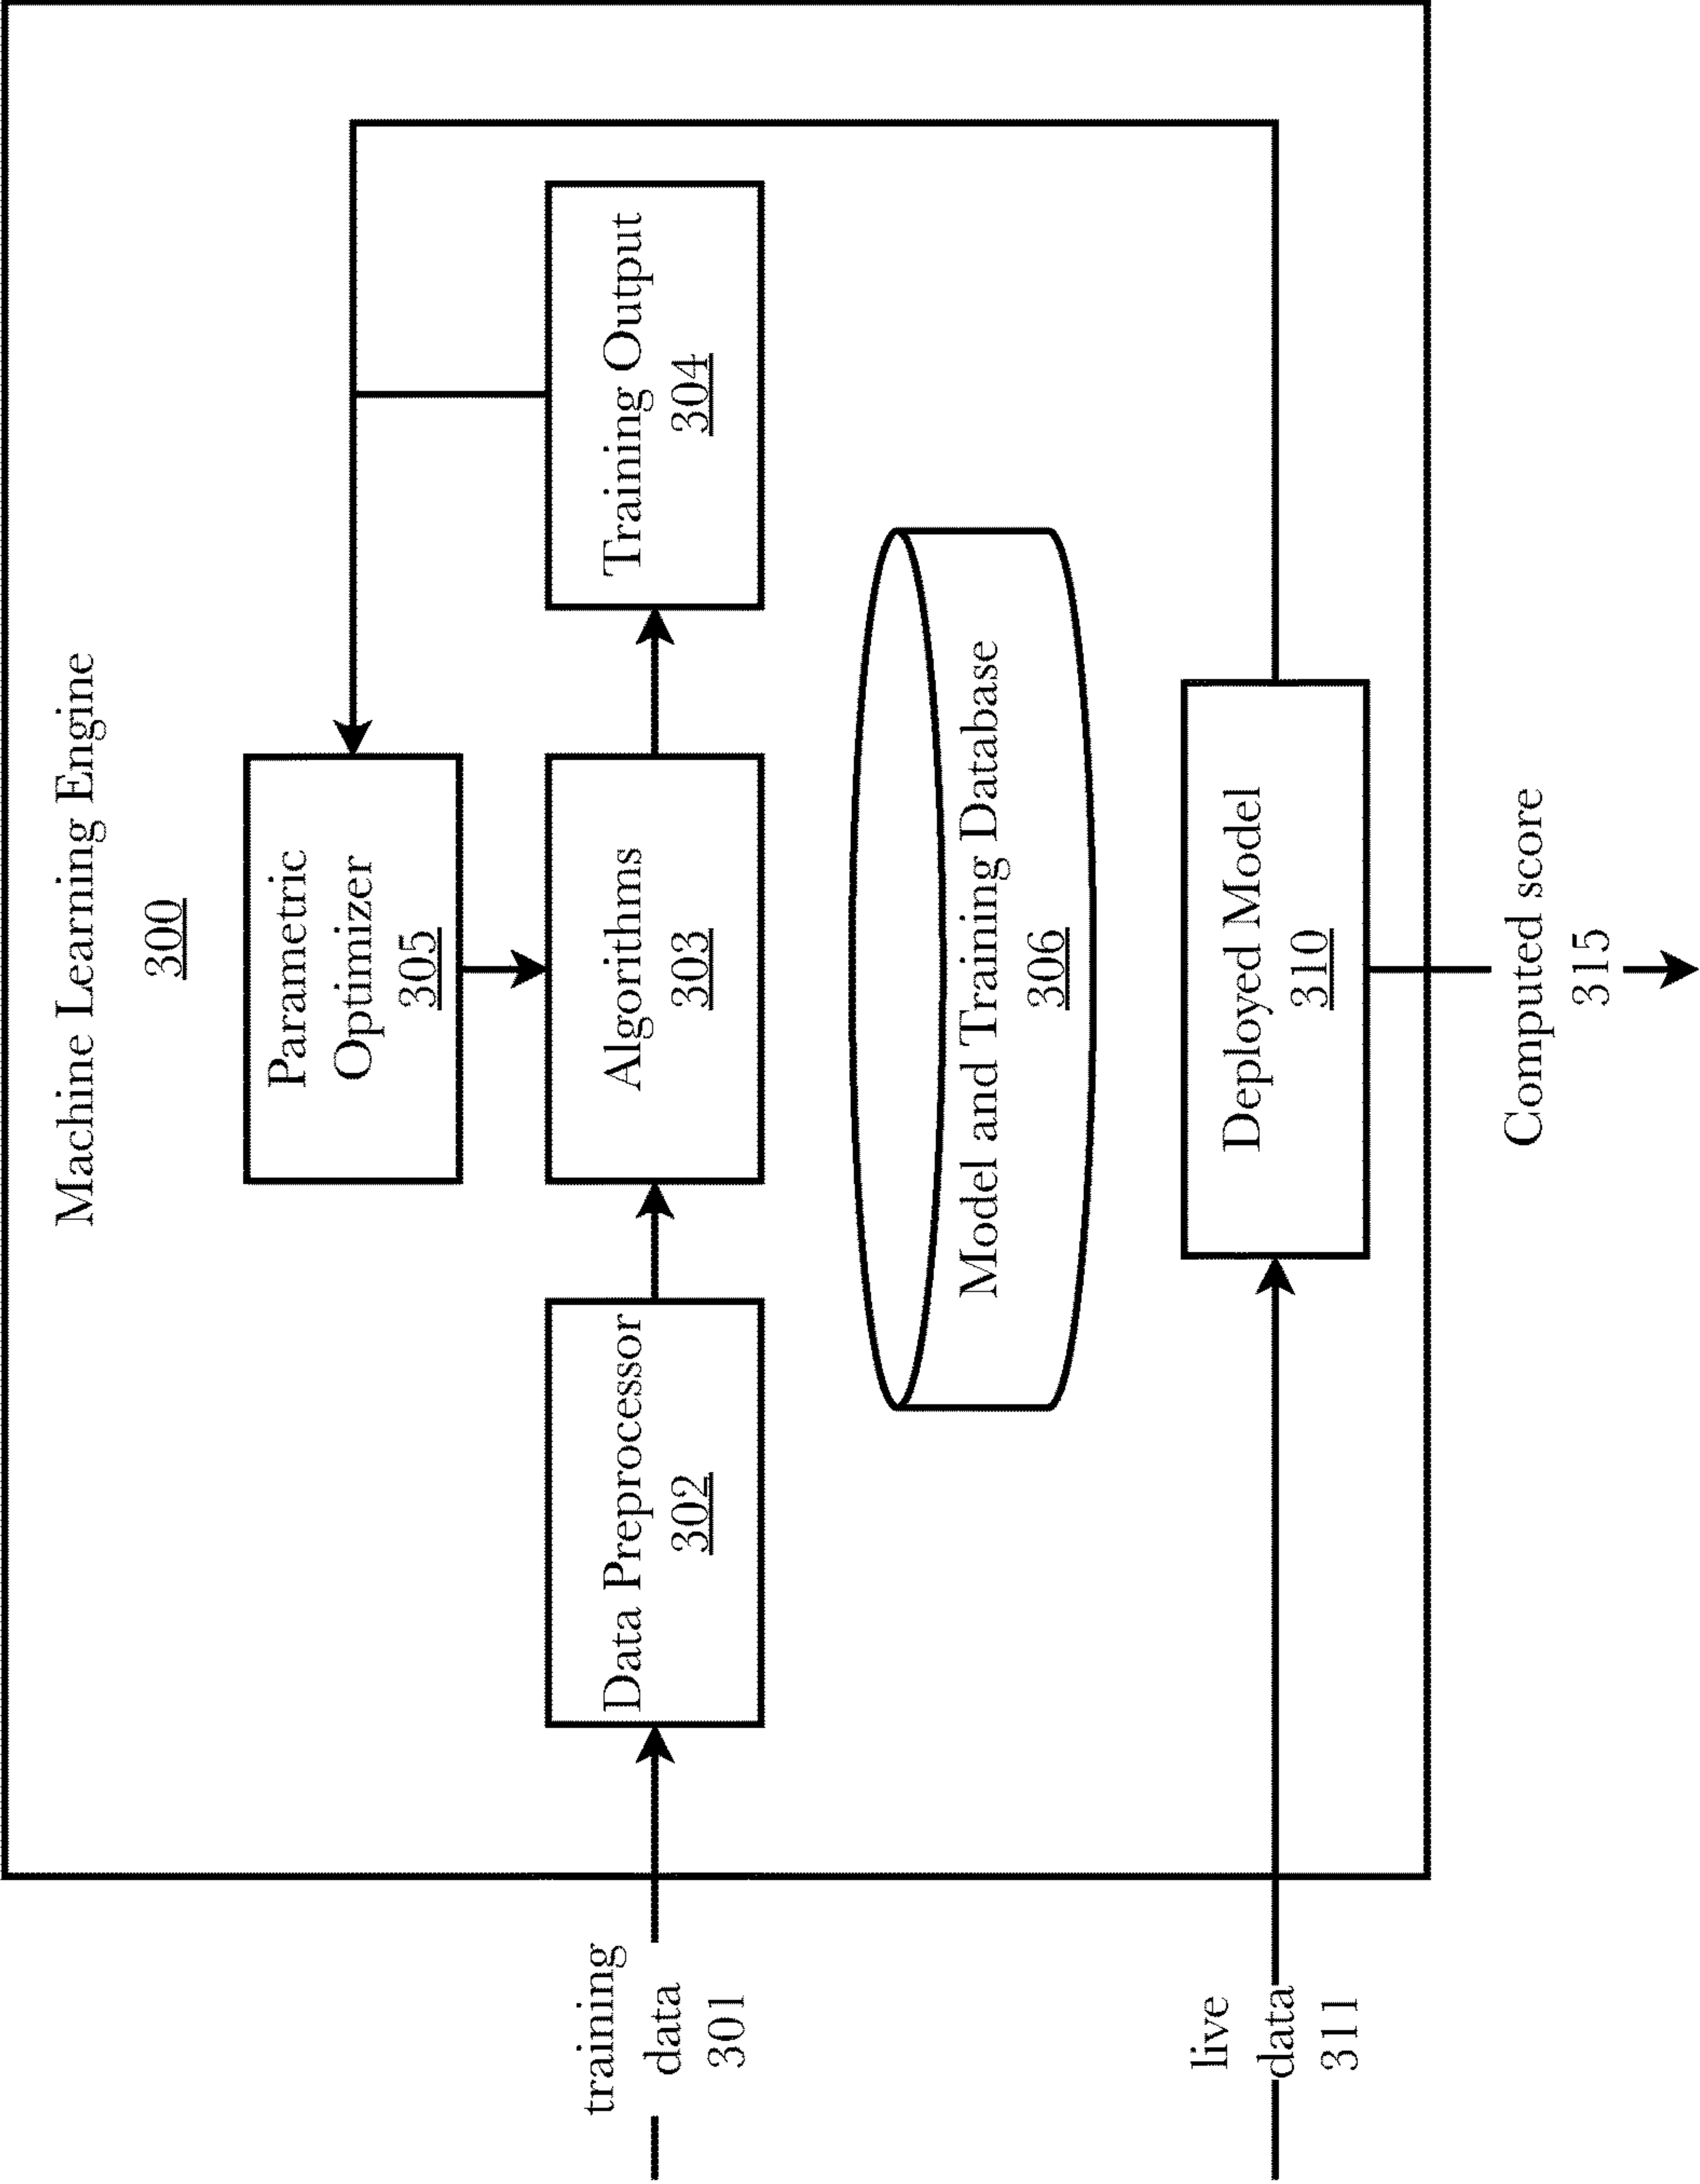 Machine Learning Engine
300
Parametric
Optimizer
305
training
data
301
Data Preprocessor
302
Algorithms
303
Training Output
304
Model and Training Database
306
live
data
311
Deployed Model
310
Computed score
315